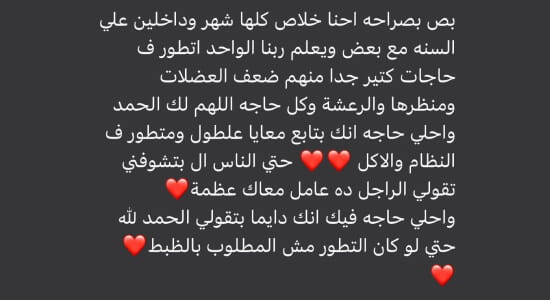 بص بصراحه احنا خلاص كلها شهر وداخلين علي
السنه مع بعض ويعلم ربنا الواحد اتطور ف
حاجات كتير جدا منهم ضعف العضلات
ومنظرها والرعشة وكل حاجه اللهم لك الحمد
واحلي حاجه انك بتابع معايا علطول ومتطور ف
النظام والاكل ❤️❤️ حتي الناس ال بتشوفني
تقولي الراجل ده عامل معاك عظمة❤️
واحلي حاجه فيك انك دايما بتقولي الحمد لله
حتي لو كان التطور مش المطلوب بالظبط❤️
❤️